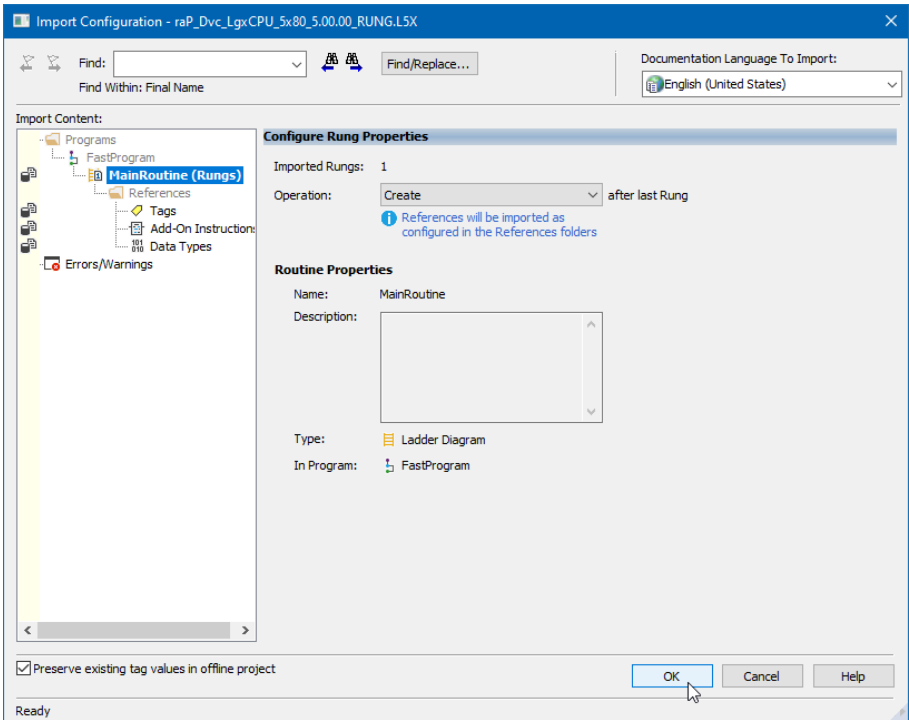 Import Configuration - raP_Dvc_LgxCPU_5x80_5.00.00_RUNG.L5X
Find:
Find/Replace...
Find Within: Final Name
Documentation Language To Import:
English (United States)
Import Content:
Programs
FastProgram
MainRoutine (Rungs)
References
Tags
Add-On Instruction
Data Types
Errors/Warnings
Configure Rung Properties
Imported Rungs: 1
Operation: Create after last Rung
References will be imported as
configured in the References folders
Routine Properties
Name: MainRoutine
Description:
Type: Ladder Diagram
In Program: FastProgram
Preserve existing tag values in offline project
OK Cancel Help
Ready